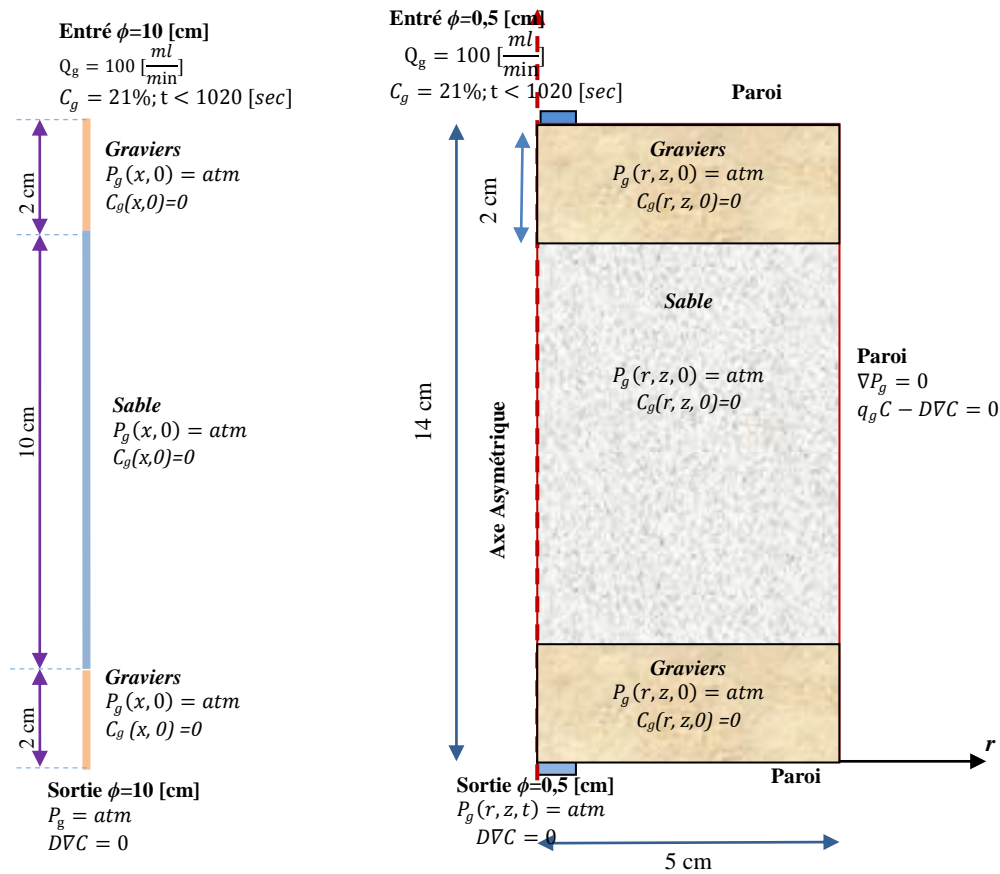 Entré ϕ=10 [cm]
Q_g = 100 [ml/min]
C_g = 21%; t < 1020 [sec]
2 cm
Graviers
P_g(x, 0) = atm
C_g(x,0)=0
10 cm
Sable
P_g(x, 0) = atm
C_g(x,0)=0
2 cm
Graviers
P_g(x, 0) = atm
C_g (x, 0) =0
Sortie ϕ=10 [cm]
P_g = atm
D∇C = 0
Entré ϕ=0,5 [cm]
Q_g = 100 [ml/min]
C_g = 21%; t < 1020 [sec]
Paroi
14 cm
2 cm
Graviers
P_g(r, z, 0) = atm
C_g(r, z, 0)=0
Sable
P_g(r, z, 0) = atm
C_g(r, z, 0)=0
Axe Asymétrique
Paroi
∇P_g = 0
q_gC − D∇C = 0
Graviers
P_g(r, z, 0) = atm
C_g(r, z,0)=0
r
Paroi
Sortie ϕ=0,5 [cm]
P_g(r, z, t) = atm
D∇C = 0
5 cm